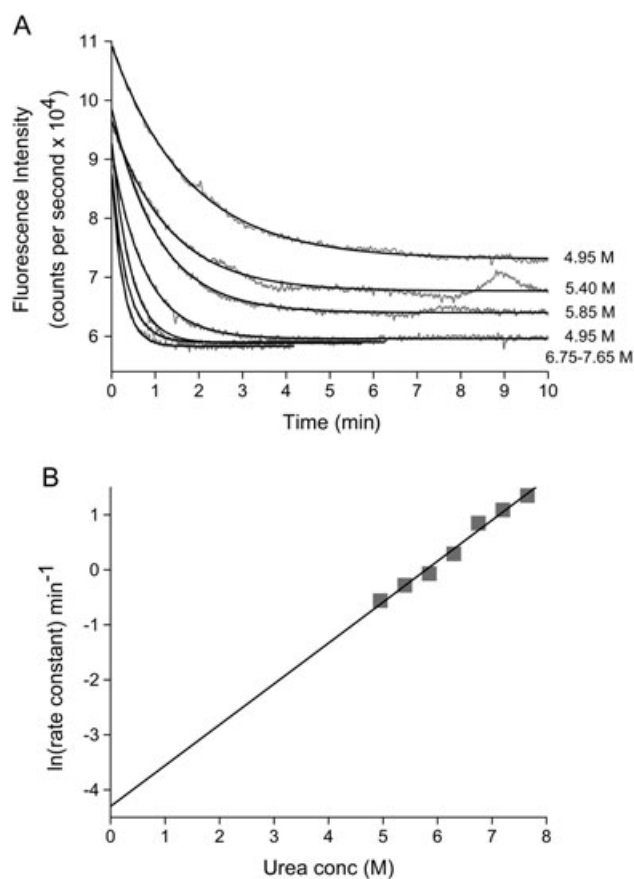 A
Fluorescence Intensity
(counts per second x 10⁴)
11
10
9
8
7
6
4.95 M
5.40 M
5.85 M
4.95 M
6.75-7.65 M
0 1 2 3 4 5 6 7 8 9 10
Time (min)
B
ln(rate constant) min⁻¹
1
0
-1
-2
-3
-4
0 1 2 3 4 5 6 7 8
Urea conc (M)